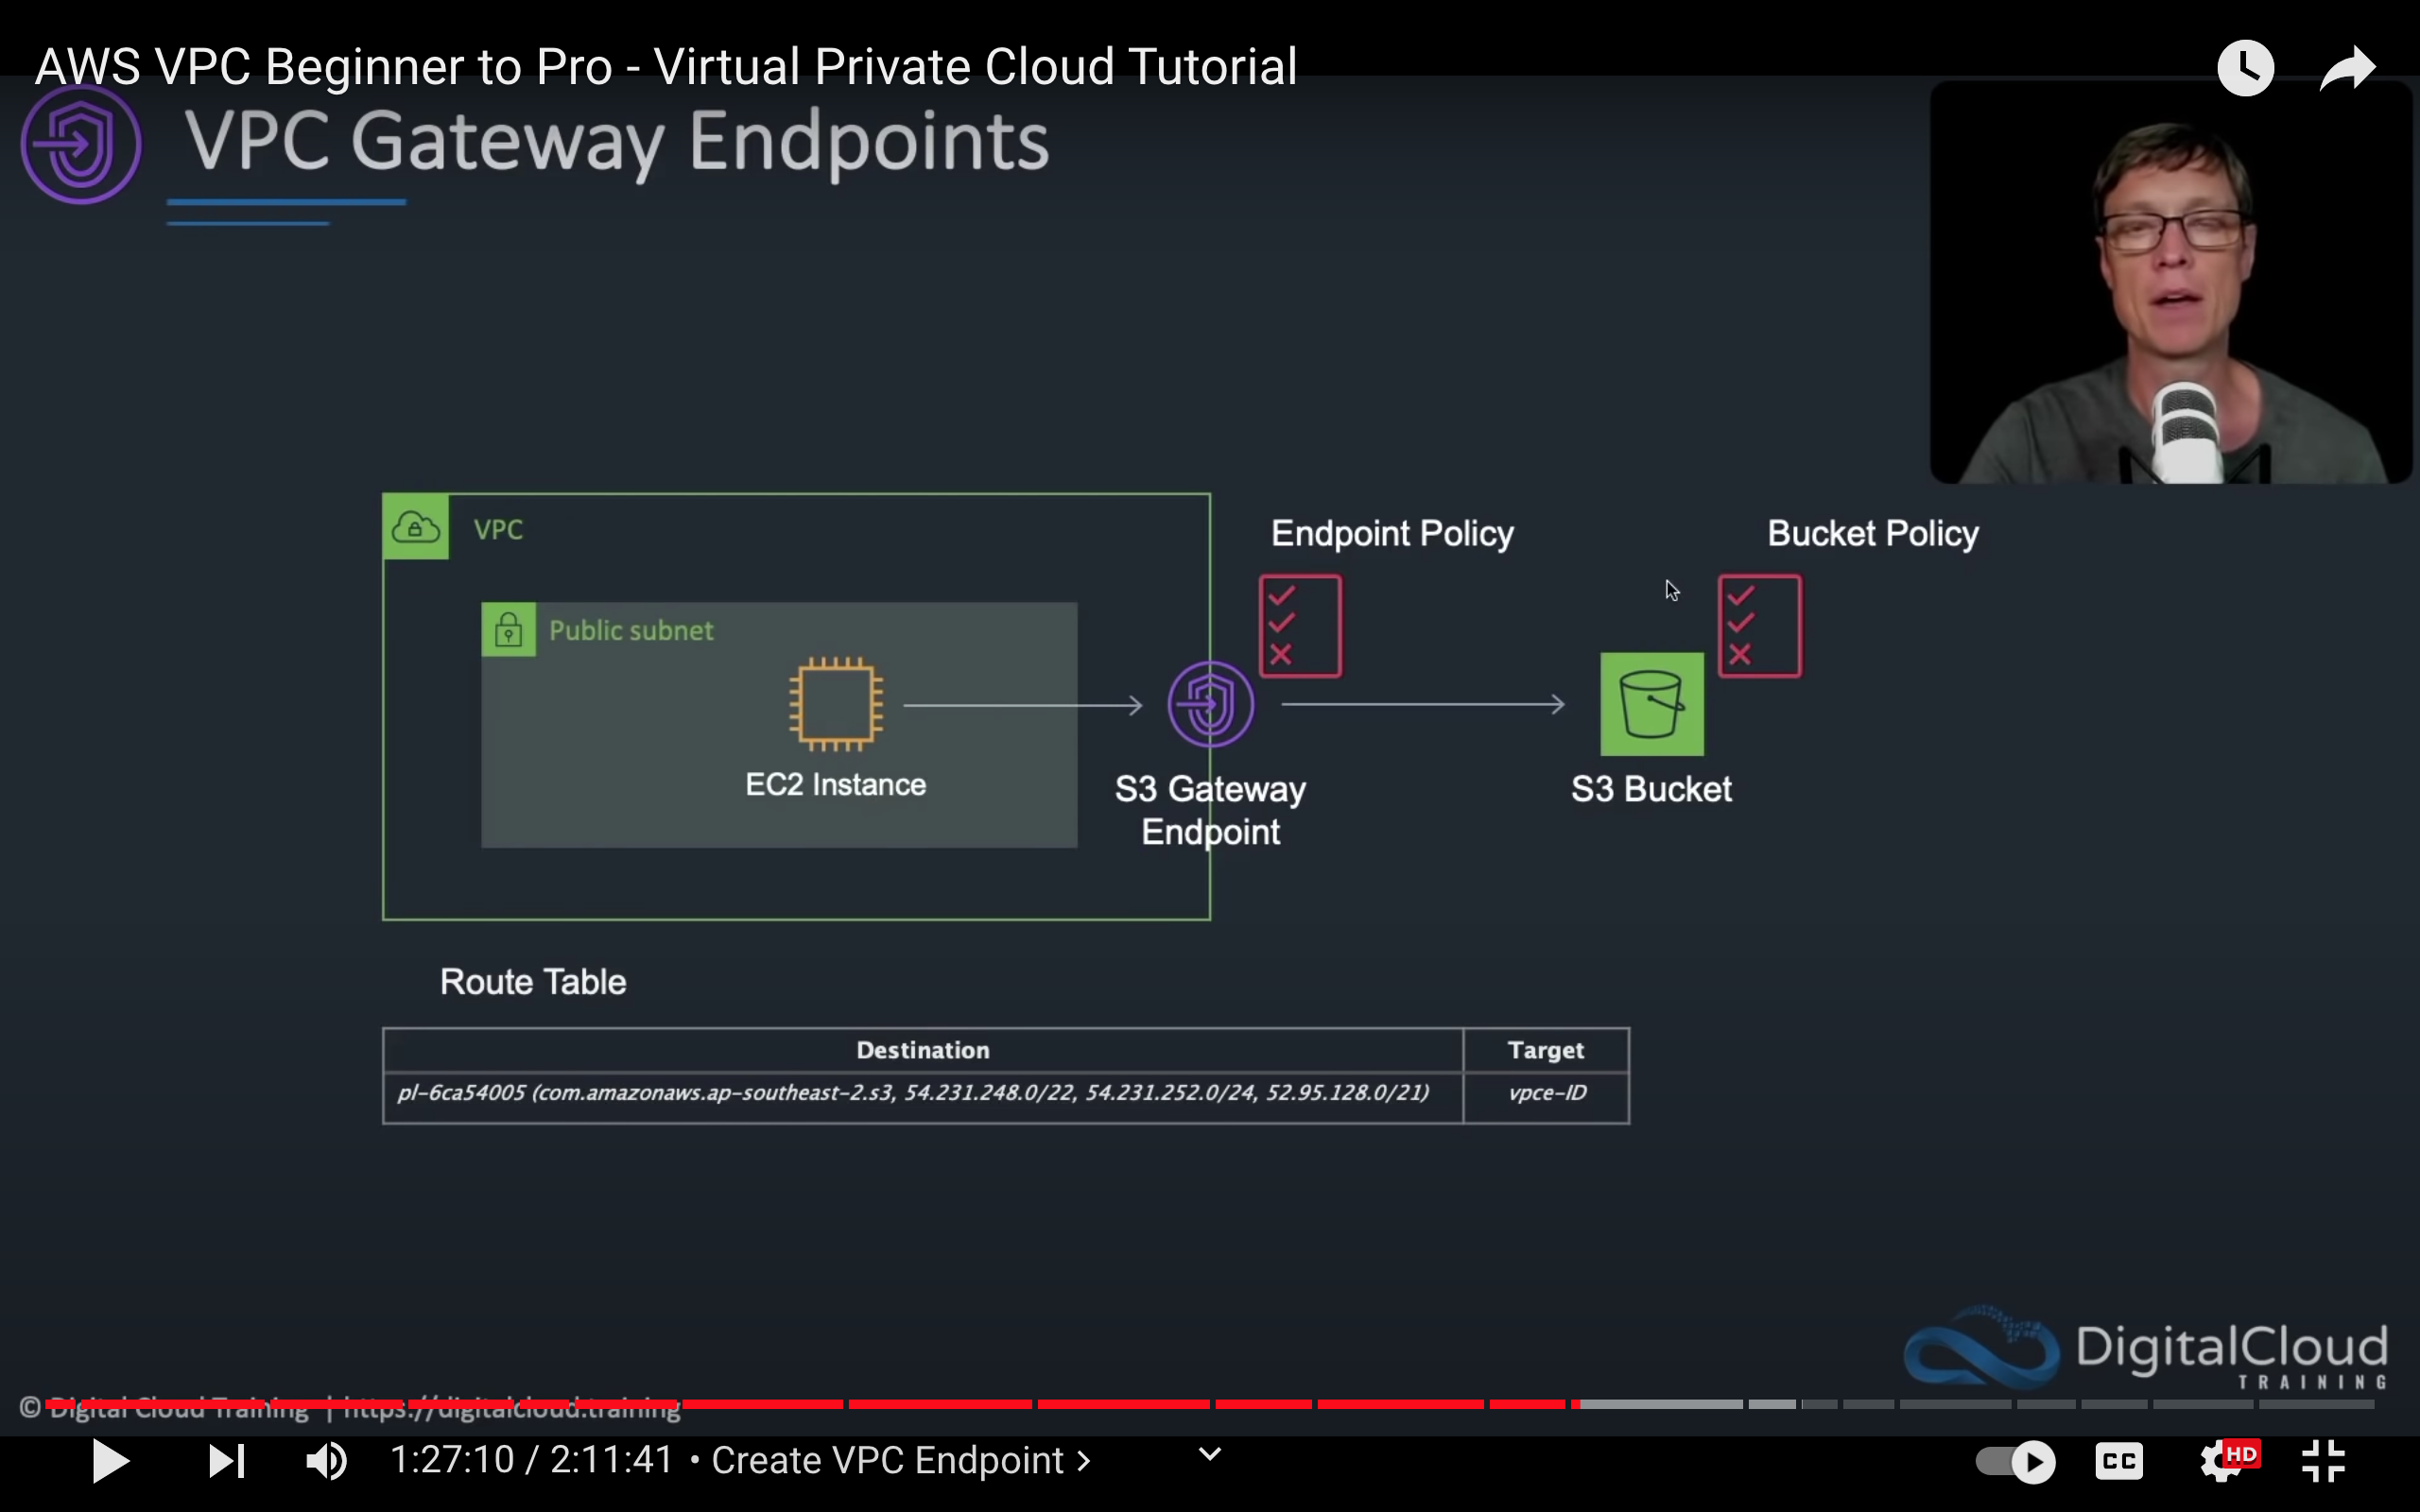 AWS VPC Beginner to Pro - Virtual Private Cloud Tutorial
VPC Gateway Endpoints
VPC
Endpoint Policy
Bucket Policy
Public subnet
EC2 Instance
S3 Gateway
Endpoint
S3 Bucket
Route Table
Destination
Target
pl-6ca54005 (com.amazonaws.ap-southeast-2.s3, 54.231.248.0/22, 54.231.252.0/24, 52.95.128.0/21)
vpce-ID
DigitalCloud
TRAINING
© Digital Cloud Training | https://digitalcloud.training
1:27:10 / 2:11:41 • Create VPC Endpoint >
CC
HD